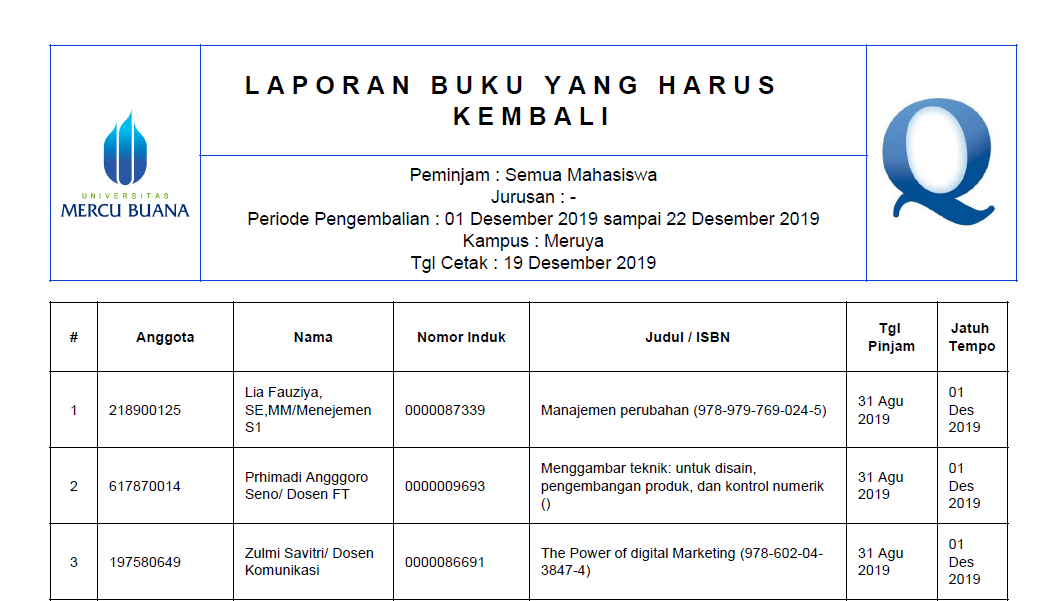 LAPORAN BUKU YANG HARUS
KEMBALI
UNIVERSITAS
MERCU BUANA
Peminjam : Semua Mahasiswa
Jurusan : -
Periode Pengembalian : 01 Desember 2019 sampai 22 Desember 2019
Kampus : Meruya
Tgl Cetak : 19 Desember 2019
Q
# Anggota Nama Nomor Induk Judul / ISBN Tgl Pinjam Jatuh Tempo
1 218900125 Lia Fauziya, SE,MM/Menejemen S1 0000087339 Manajemen perubahan (978-979-769-024-5) 31 Agu 2019 01 Des 2019
2 617870014 Prhimadi Angggoro Seno/ Dosen FT 0000009693 Menggambar teknik: untuk disain, pengembangan produk, dan kontrol numerik () 31 Agu 2019 01 Des 2019
3 197580649 Zulmi Savitri/ Dosen Komunikasi 0000086691 The Power of digital Marketing (978-602-04-3847-4) 31 Agu 2019 01 Des 2019